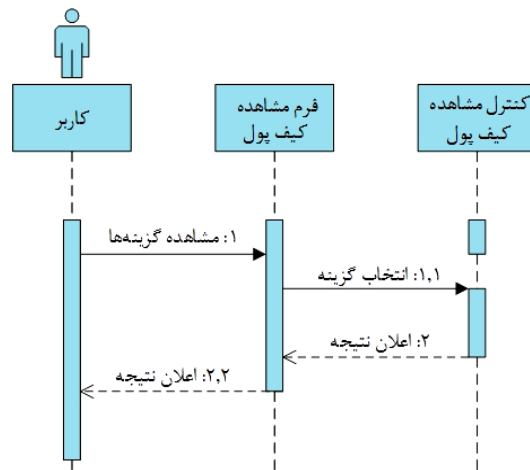 کاربر
فرم مشاهده
کیف پول
کنترل مشاهده
کیف پول
۱: مشاهده گزینه‌ها
۱,۱: انتخاب گزینه
۲: اعلان نتیجه
۲,۲: اعلان نتیجه